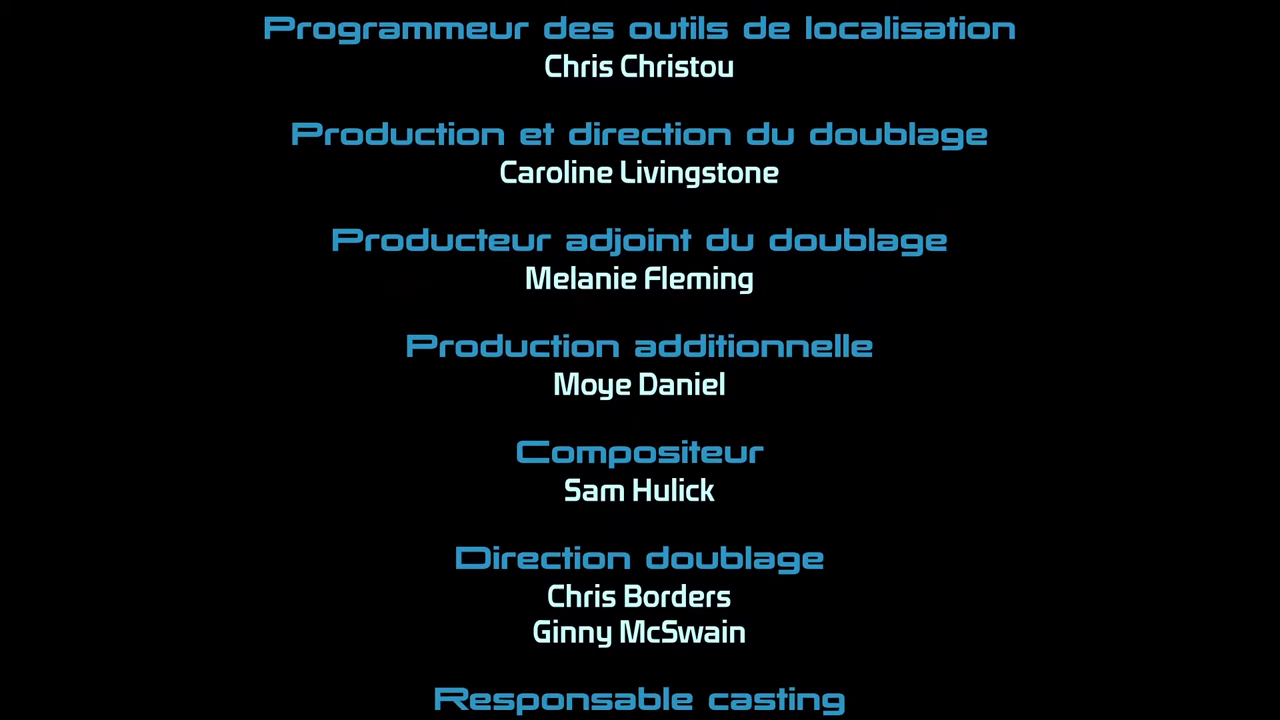 Programmeur des outils de localisation
Chris Christou
Production et direction du doublage
Caroline Livingstone
Producteur adjoint du doublage
Melanie Fleming
Production additionnelle
Moye Daniel
Compositeur
Sam Hulick
Direction doublage
Chris Borders
Ginny McSwain
Responsable casting